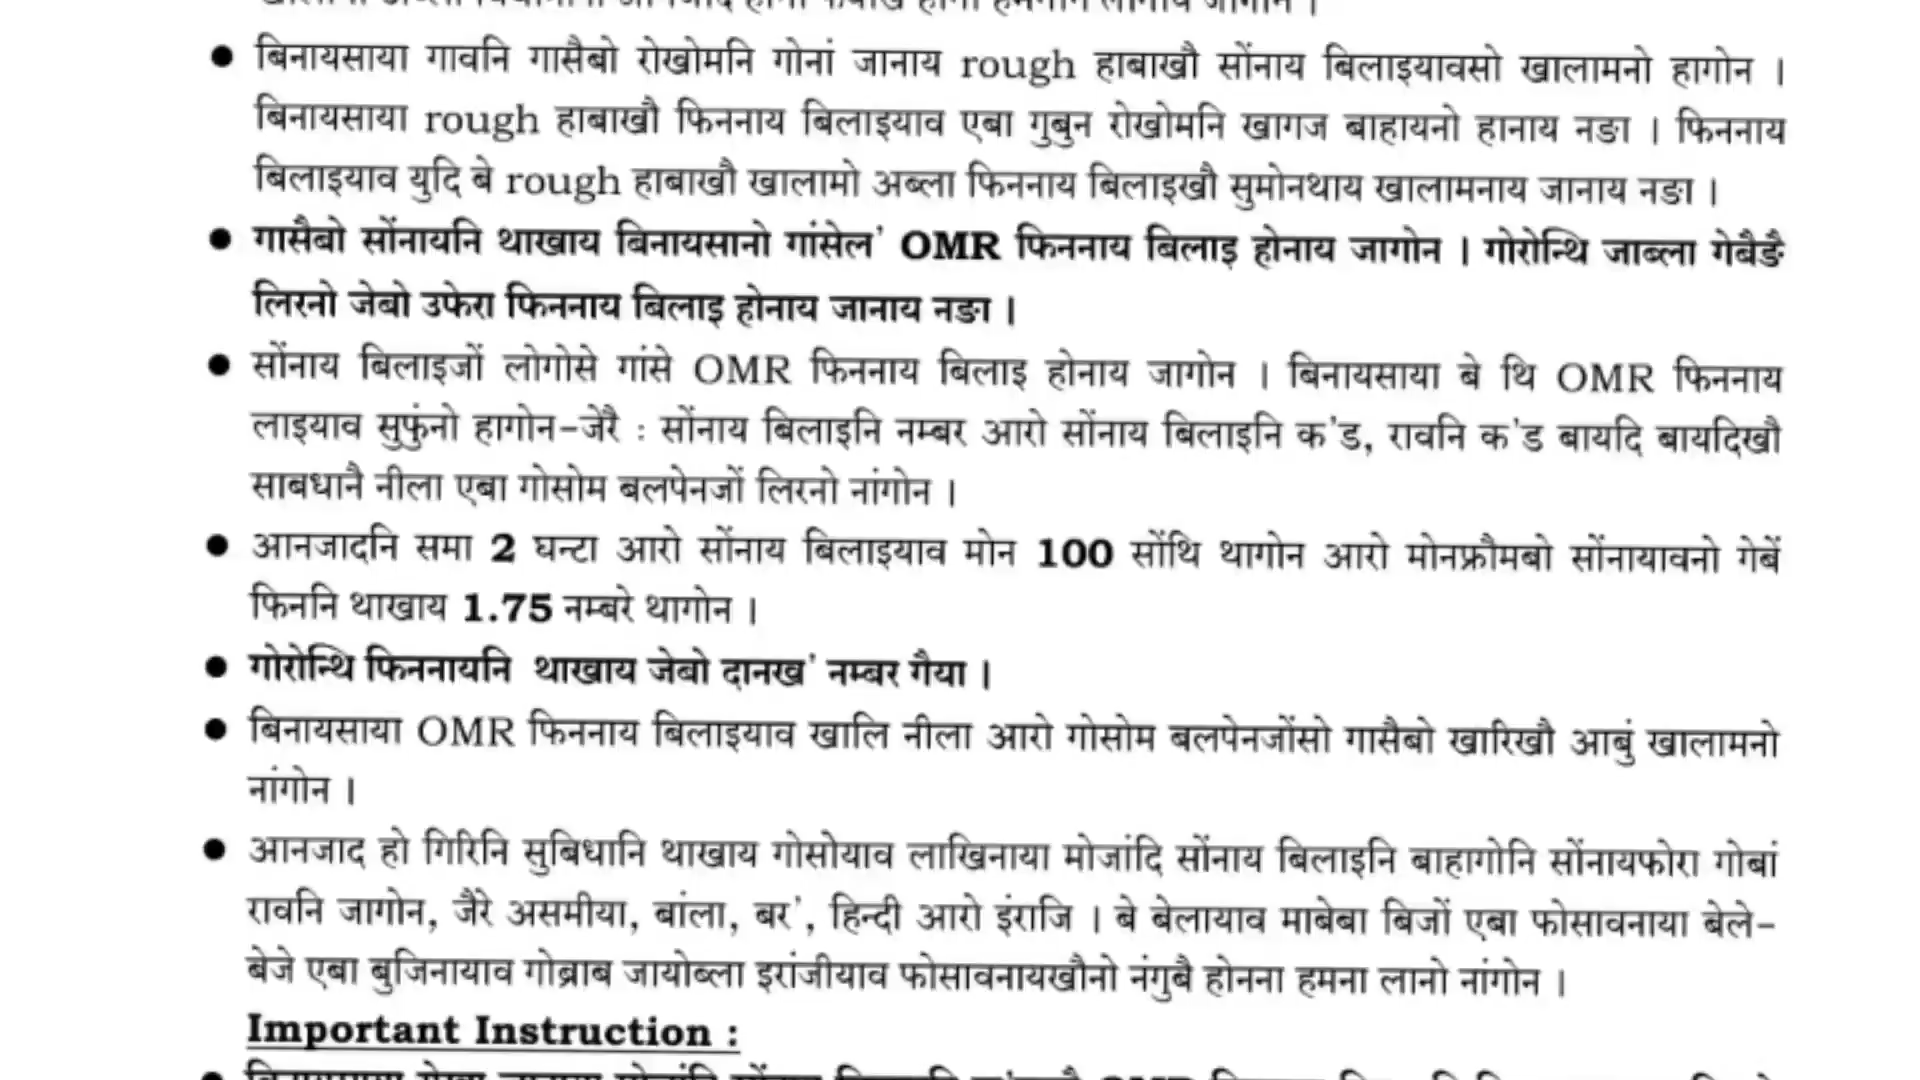 ● बिनायसाया गावनि गासैबो रोखोमनि गोनां जानाय rough हाबाखौ सोंनाय बिलाइयावसो खालामनो हागोन ।
बिनायसाया rough हाबाखौ फिननाय बिलाइयाव एबा गुबुन रोखोमनि खागज बाहायनो हानाय नङा । फिननाय
बिलाइयाव युदि बे rough हाबाखौ खालामो अब्ला फिननाय बिलाइखौ सुमोनथाय खालामनाय जानाय नङा ।
● गासैबो सोंनायनि थाखाय बिनायसानो गांसेल' OMR फिननाय बिलाइ होनाय जागोन । गोरोन्थि जाब्ला गेबैङै
लिरनो जेबो उफेरा फिननाय बिलाइ होनाय जानाय नङा ।
● सोंनाय बिलाइजों लोगोसे गांसे OMR फिननाय बिलाइ होनाय जागोन । बिनायसाया बे थि OMR फिननाय
लाइयाव सुफुंनो हागोन-जेरै : सोंनाय बिलाइनि नम्बर आरो सोंनाय बिलाइनि क'ड, रावनि क'ड बायदि बायदिखौ
साबधानै नीला एबा गोसोम बलपेनजों लिरनो नांगोन ।
● आनजादनि समा 2 घन्टा आरो सोंनाय बिलाइयाव मोन 100 सोंथि थागोन आरो मोनफ्रौमबो सोंनायावनो गेबें
फिननि थाखाय 1.75 नम्बरे थागोन ।
● गोरोन्थि फिननायनि थाखाय जेबो दानख' नम्बर गैया ।
● बिनायसाया OMR फिननाय बिलाइयाव खालि नीला आरो गोसोम बलपेनजोंसो गासैबो खारिखौ आबुं खालामनो
नांगोन ।
● आनजाद हो गिरिनि सुबिधानि थाखाय गोसोयाव लाखिनाया मोजांदि सोंनाय बिलाइनि बाहागोनि सोंनायफोरा गोबां
रावनि जागोन, जैरे असमीया, बांला, बर', हिन्दी आरो इंराजि । बे बेलायाव माबेबा बिजों एबा फोसावनाया बेले-
बेजे एबा बुजिनायाव गोब्राब जायोब्ला इरांजीयाव फोसावनायखौनो नंगुबै होनना हमना लानो नांगोन ।
Important Instruction :